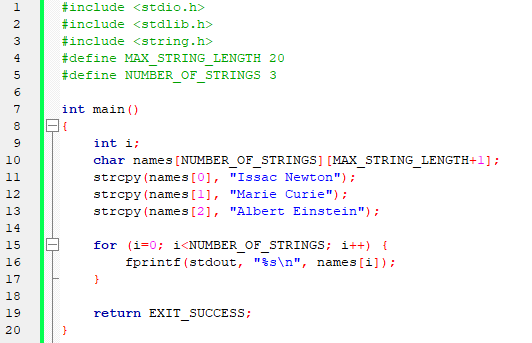 1 #include <stdio.h>
2 #include <stdlib.h>
3 #include <string.h>
4 #define MAX_STRING_LENGTH 20
5 #define NUMBER_OF_STRINGS 3
6
7 int main()
8 {
9     int i;
10     char names[NUMBER_OF_STRINGS][MAX_STRING_LENGTH+1];
11     strcpy(names[0], "Issac Newton");
12     strcpy(names[1], "Marie Curie");
13     strcpy(names[2], "Albert Einstein");
14
15     for (i=0; i<NUMBER_OF_STRINGS; i++) {
16         fprintf(stdout, "%s\n", names[i]);
17     }
18
19     return EXIT_SUCCESS;
20 }